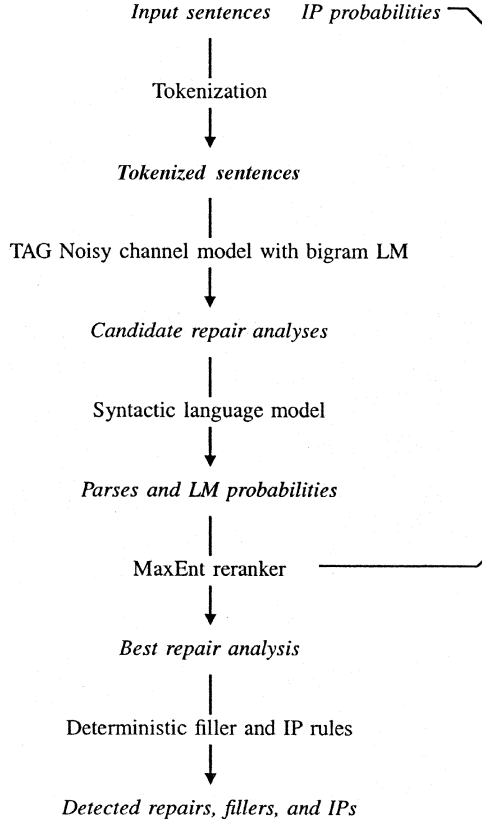 Input sentences IP probabilities
Tokenization
Tokenized sentences
TAG Noisy channel model with bigram LM
Candidate repair analyses
Syntactic language model
Parses and LM probabilities
MaxEnt reranker
Best repair analysis
Deterministic filler and IP rules
Detected repairs, fillers, and IPs